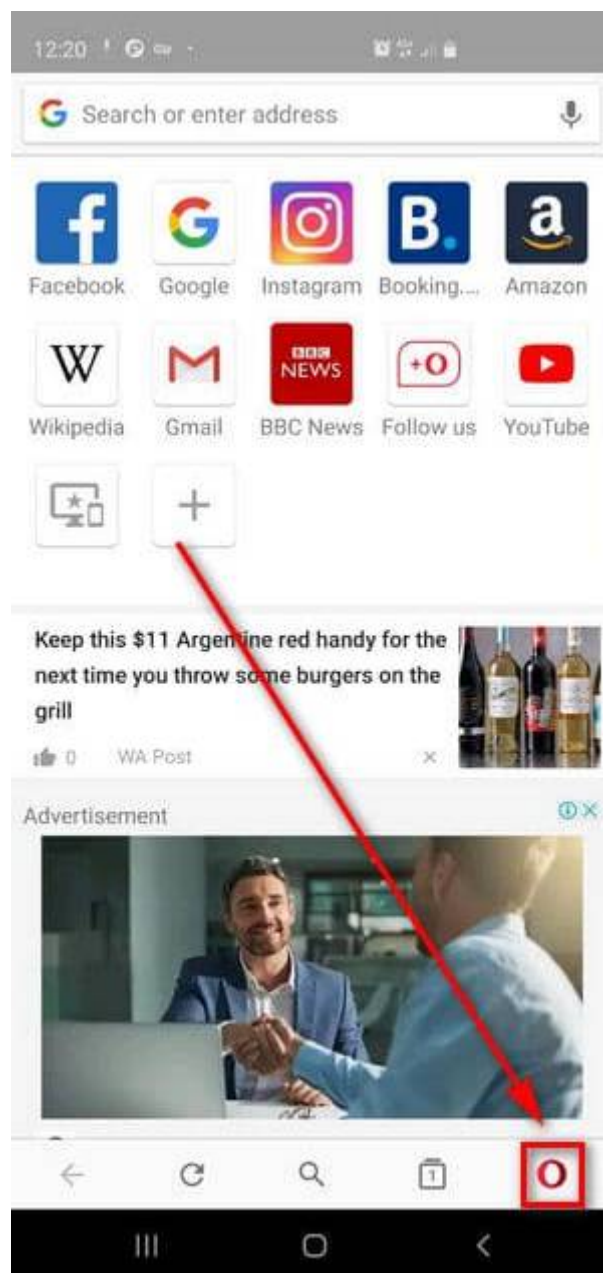 12:20
G Search or enter address
Facebook Google Instagram Booking.... Amazon
BBC
NEWS
Wikipedia Gmail BBC News Follow us YouTube
Keep this $11 Argentine red handy for the
next time you throw some burgers on the
grill
0 WA Post
Advertisement
1